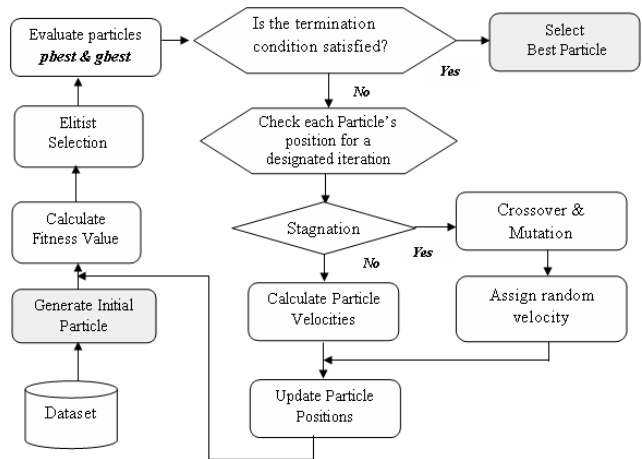 Evaluate particles
pbest & gbest
Is the termination
condition satisfied?
Yes
Select
Best Particle
No
Elitist
Selection
Check each Particle's
position for a
designated iteration
Calculate
Fitness Value
Stagnation
Yes
Crossover &
Mutation
No
Generate Initial
Particle
Calculate Particle
Velocities
Assign random
velocity
Dataset
Update Particle
Positions